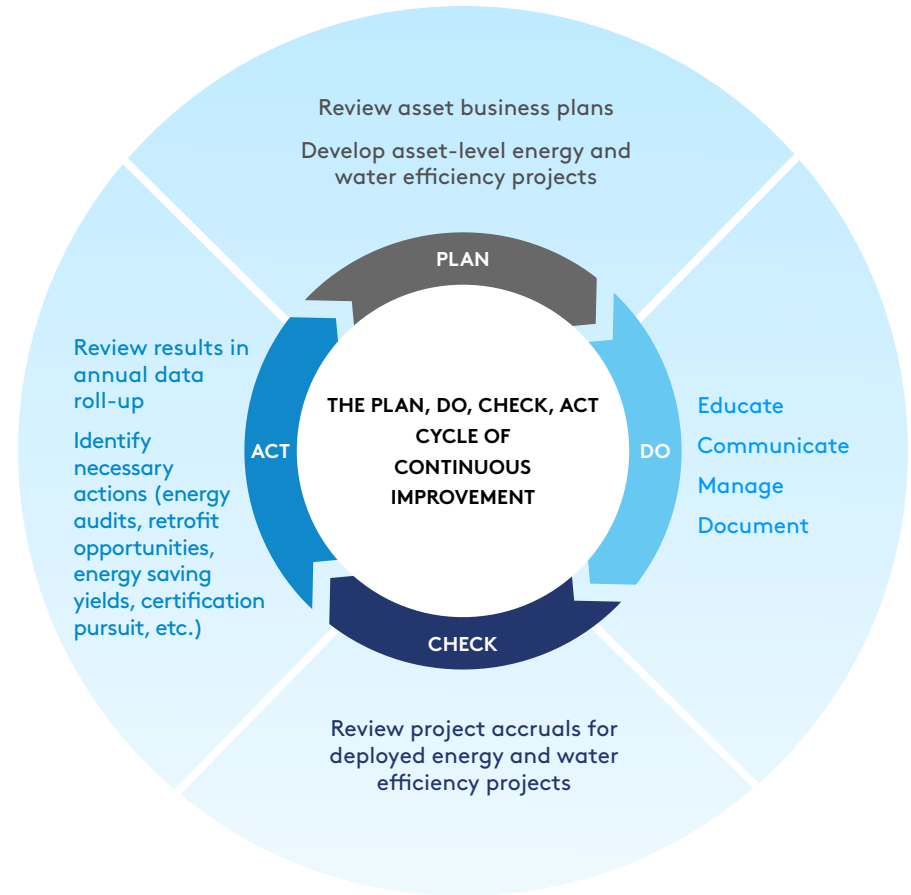 Review asset business plans
Develop asset-level energy and
water efficiency projects
PLAN
THE PLAN, DO, CHECK, ACT
CYCLE OF
CONTINUOUS
IMPROVEMENT
DO
Educate
Communicate
Manage
Document
CHECK
Review project accruals for
deployed energy and water
efficiency projects
ACT
Review results in
annual data
roll-up
Identify
necessary
actions (energy
audits, retrofit
opportunities,
energy saving
yields, certification
pursuit, etc.)